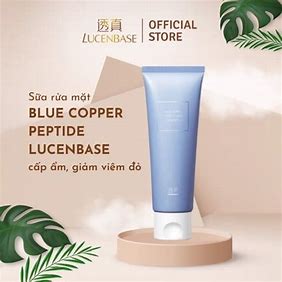 透真
LUCENBASE
OFFICIAL
STORE
Sữa rửa mặt
BLUE COPPER
PEPTIDE
LUCENBASE
cấp ẩm, giảm viêm đỏ